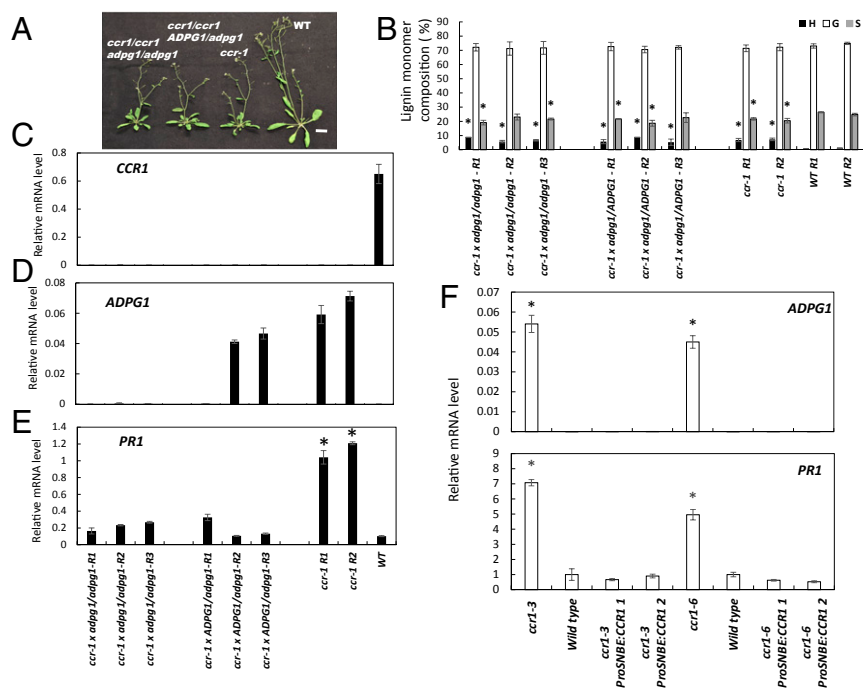 A
ccr1/ccr1
adpg1/adpg1
ccr1/ccr1
ADPG1/adpg1
ccr-1
WT
B
H G S
Lignin monomer
composition ( %)
90
80
70
60
50
40
30
20
10
0
* * * * * * * * * * * * * *
ccr-1 x adpg1/adpg1 - R1
ccr-1 x adpg1/adpg1 - R2
ccr-1 x adpg1/adpg1 - R3
ccr-1 x adpg1/ADPG1 - R1
ccr-1 x adpg1/ADPG1 - R2
ccr-1 x adpg1/ADPG1 - R3
ccr-1 R1
ccr-1 R2
WT R1
WT R2
C
CCR1
Relative mRNA level
0.8
0.6
0.4
0.2
0
D
ADPG1
Relative mRNA level
0.08
0.06
0.04
0.02
0
E
PR1
Relative mRNA level
1.4
1.2
1
0.8
0.6
0.4
0.2
0
* *
ccr-1 x adpg1/adpg1-R1
ccr-1 x adpg1/adpg1-R2
ccr-1 x adpg1/adpg1-R3
ccr-1 x ADPG1/adpg1-R1
ccr-1 x ADPG1/adpg1-R2
ccr-1 x ADPG1/adpg1-R3
ccr-1 R1
ccr-1 R2
WT
F
ADPG1
Relative mRNA level
0.07
0.06
0.05
0.04
0.03
0.02
0.01
0
* *
PR1
9
8
7
6
5
4
3
2
1
0
* *
ccr1-3
Wild type
ccr1-3
ProSNBE:CCR1 1
ccr1-3
ProSNBE:CCR1 2
ccr1-6
Wild type
ccr1-6
ProSNBE:CCR1 1
ccr1-6
ProSNBE:CCR1 2